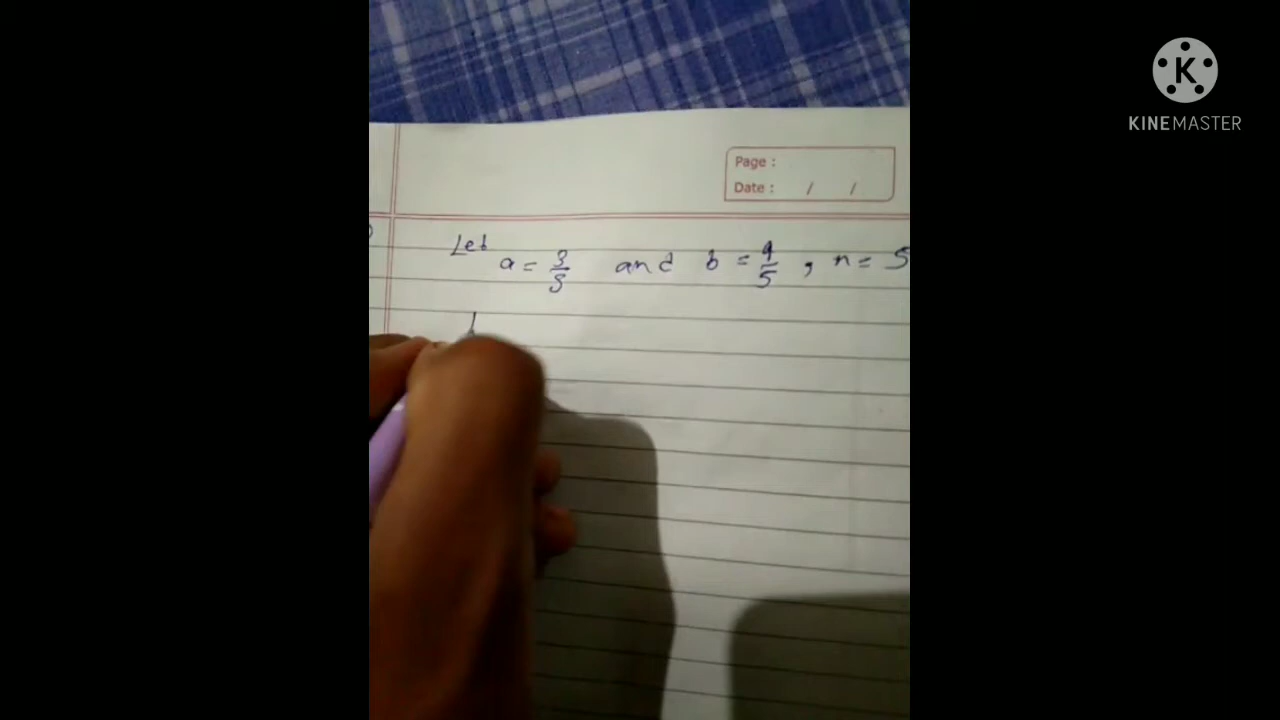 K
KINEMASTER
Page :
Date : / /
Let
a = 3/5 and b = 4/5 , n = 5